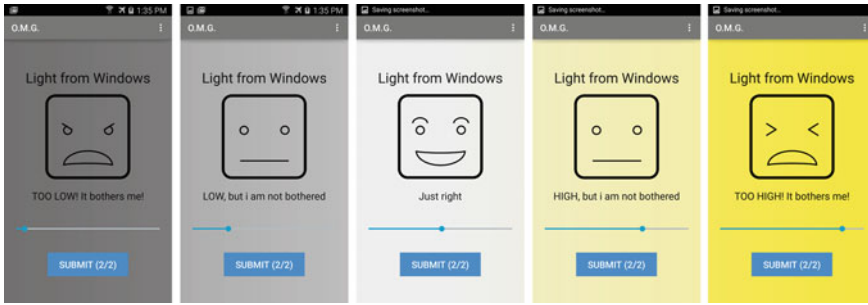 1:35 PM
O.M.G.
Light from Windows
TOO LOW! It bothers me!
SUBMIT (2/2)
1:35 PM
O.M.G.
Light from Windows
LOW, but i am not bothered
SUBMIT (2/2)
Saving screenshot...
O.M.G.
Light from Windows
Just right
SUBMIT (2/2)
Saving screenshot...
O.M.G.
Light from Windows
HIGH, but i am not bothered
SUBMIT (2/2)
Saving screenshot...
O.M.G.
Light from Windows
TOO HIGH! It bothers me!
SUBMIT (2/2)